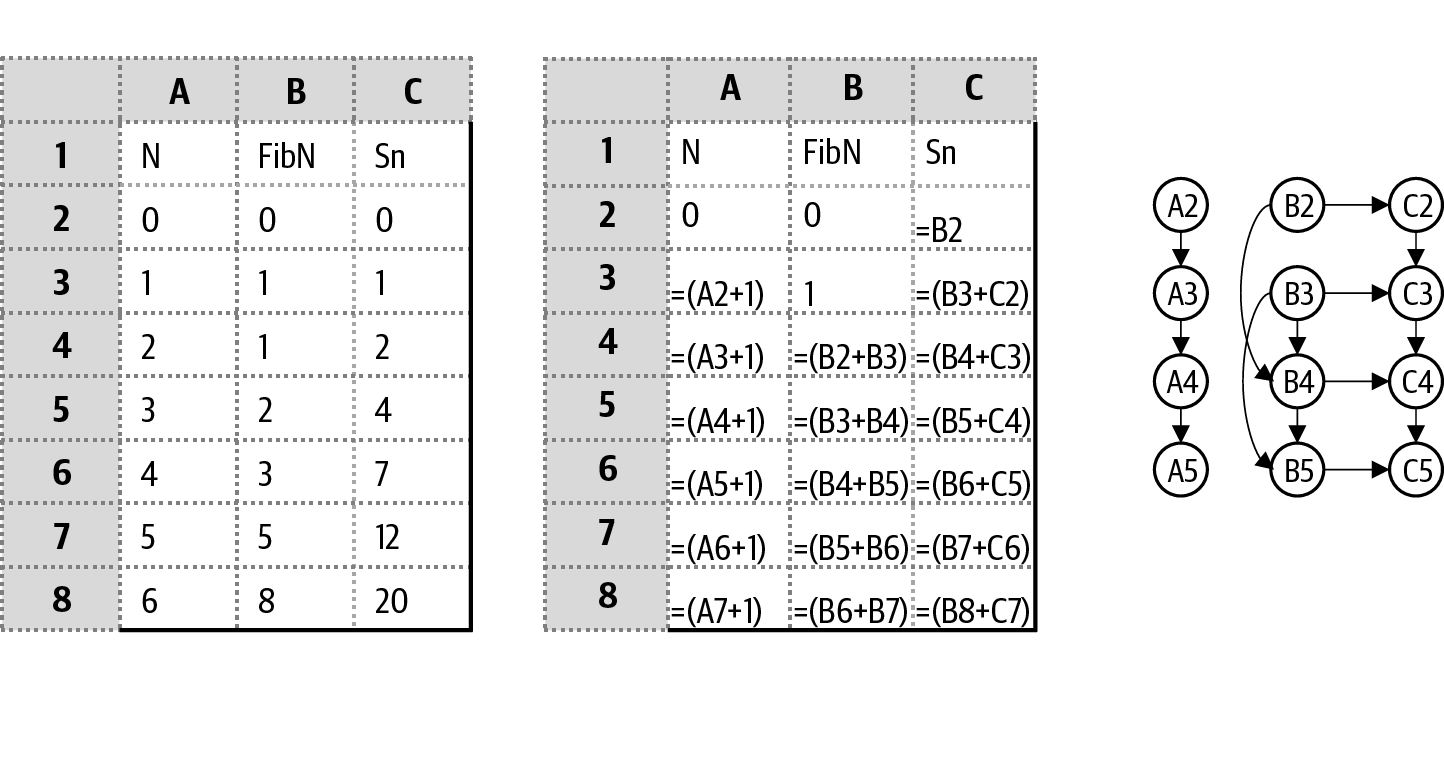 A B C
1 N FibN Sn
2 0 0 0
3 1 1 1
4 2 1 2
5 3 2 4
6 4 3 7
7 5 5 12
8 6 8 20
A B C
1 N FibN Sn
2 0 0 =B2
3 =(A2+1) 1 =(B3+C2)
4 =(A3+1) =(B2+B3) =(B4+C3)
5 =(A4+1) =(B3+B4) =(B5+C4)
6 =(A5+1) =(B4+B5) =(B6+C5)
7 =(A6+1) =(B5+B6) =(B7+C6)
8 =(A7+1) =(B6+B7) =(B8+C7)
A2 B2 C2
A3 B3 C3
A4 B4 C4
A5 B5 C5